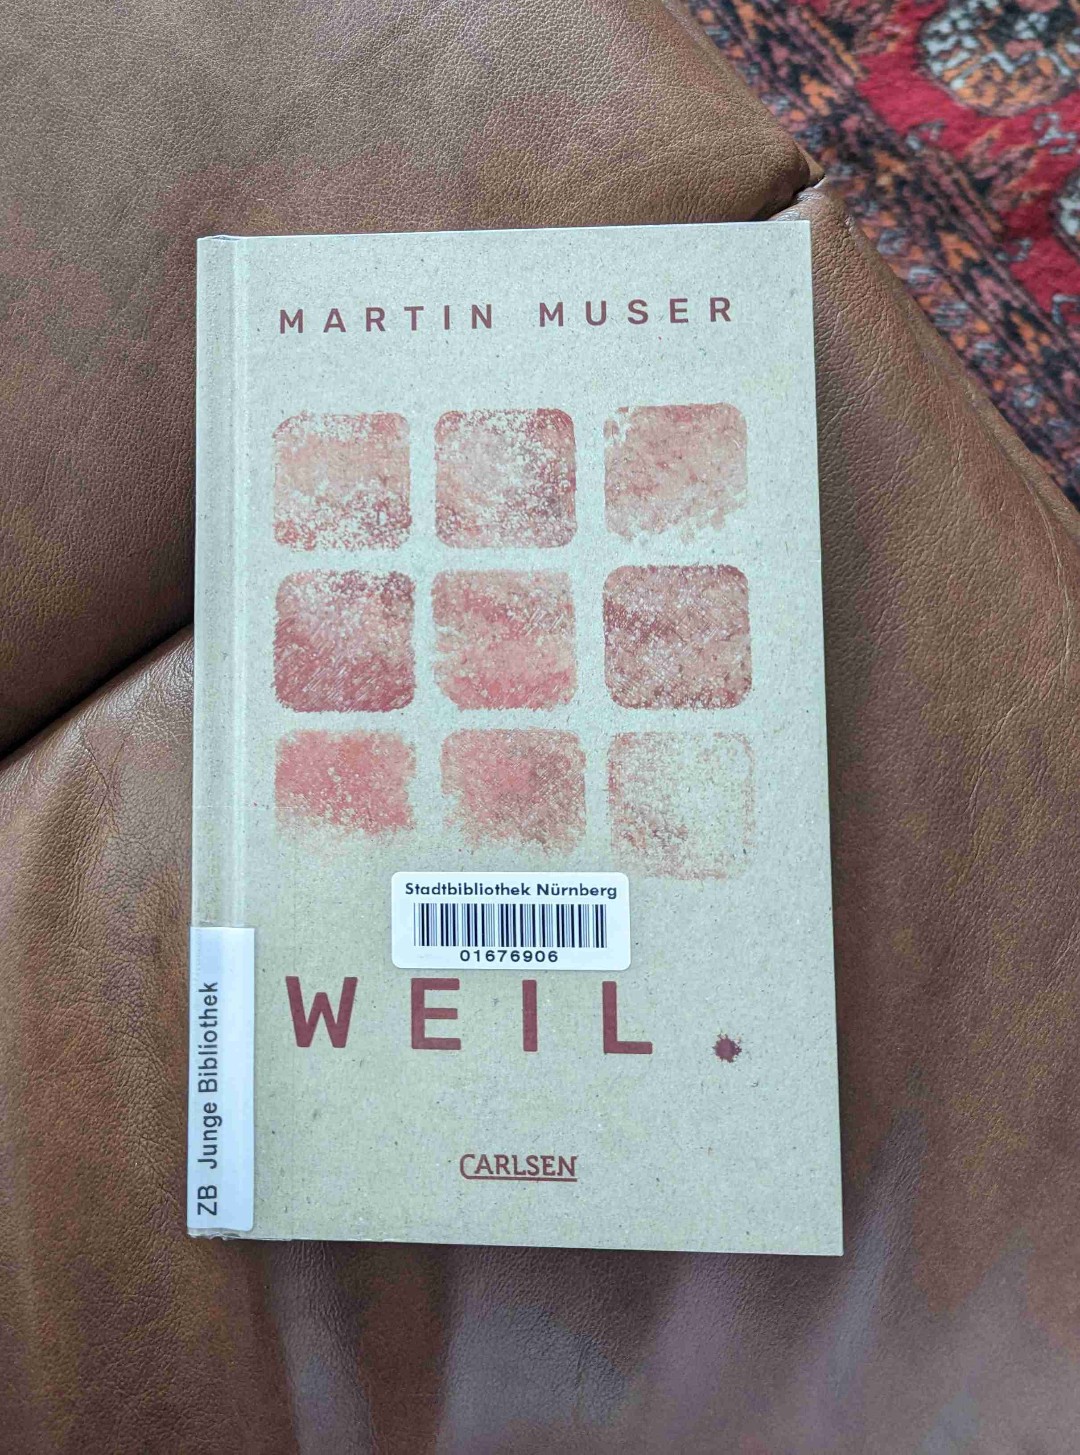 MARTIN MUSER
Stadtbibliothek Nürnberg
01676906
WEIL.
CARLSEN
ZB Junge Bibliothek